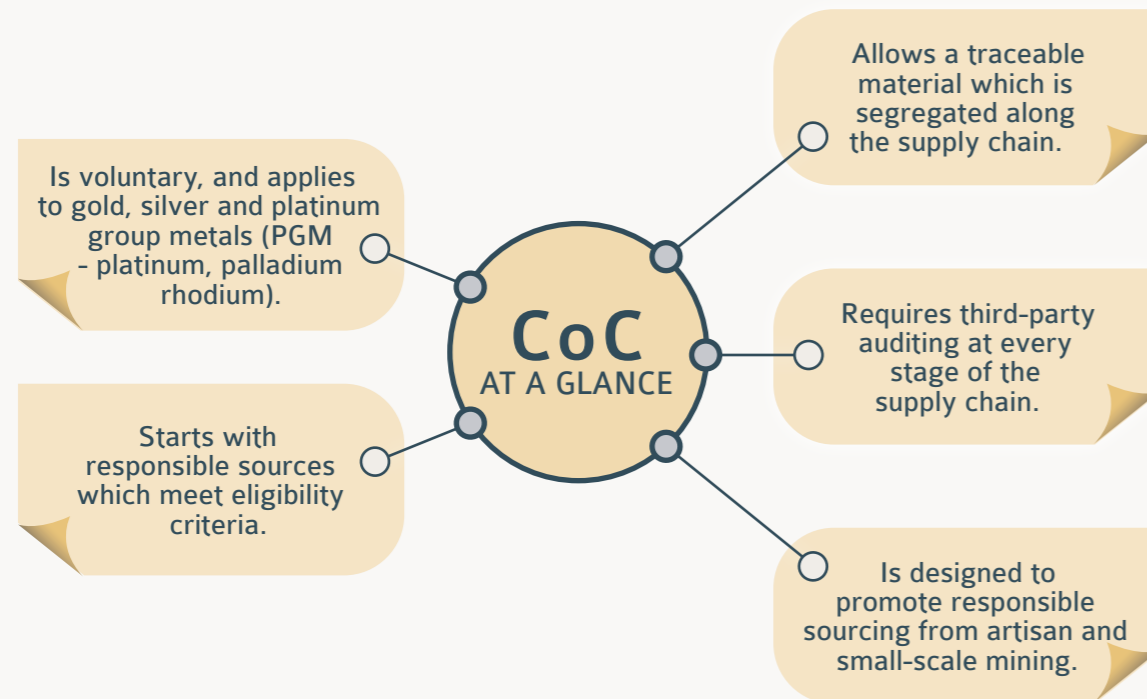 CoC
AT A GLANCE
Is voluntary, and applies
to gold, silver and platinum
group metals (PGM
- platinum, palladium
rhodium).
Starts with
responsible sources
which meet eligibility
criteria.
Allows a traceable
material which is
segregated along
the supply chain.
Requires third-party
auditing at every
stage of the
supply chain.
Is designed to
promote responsible
sourcing from artisan and
small-scale mining.